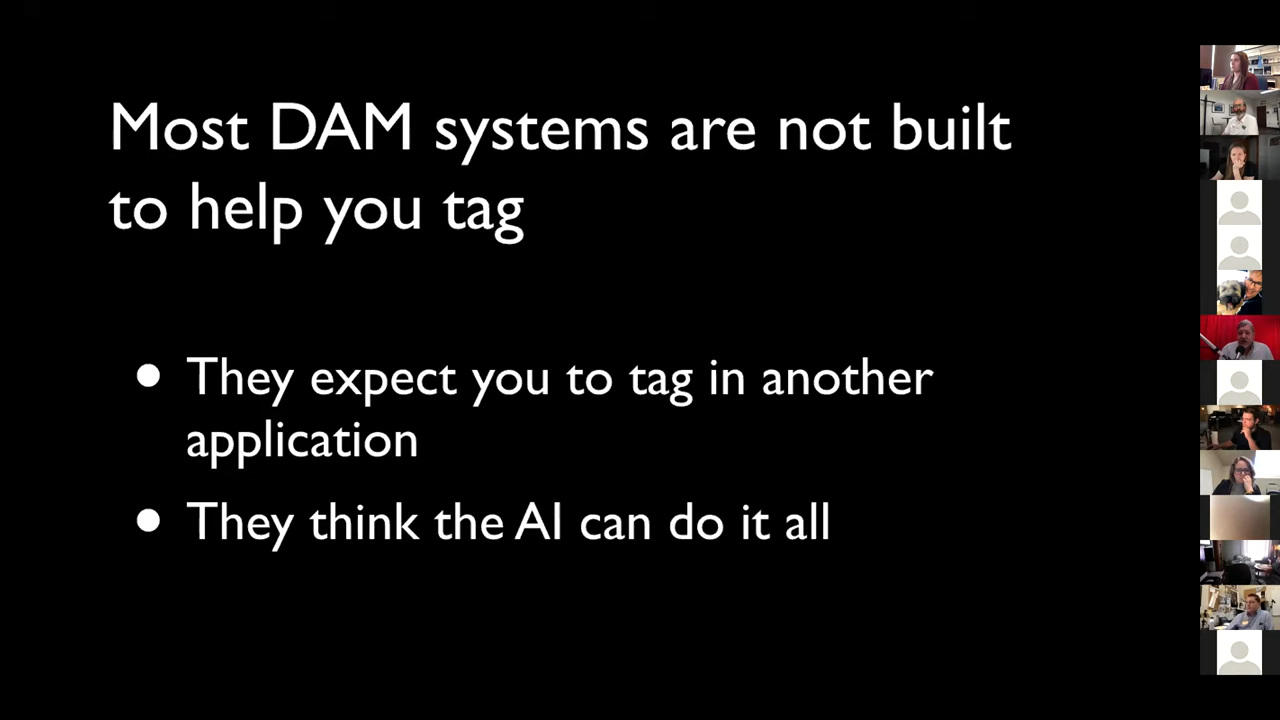 Most DAM systems are not built
to help you tag
• They expect you to tag in another
application
• They think the AI can do it all